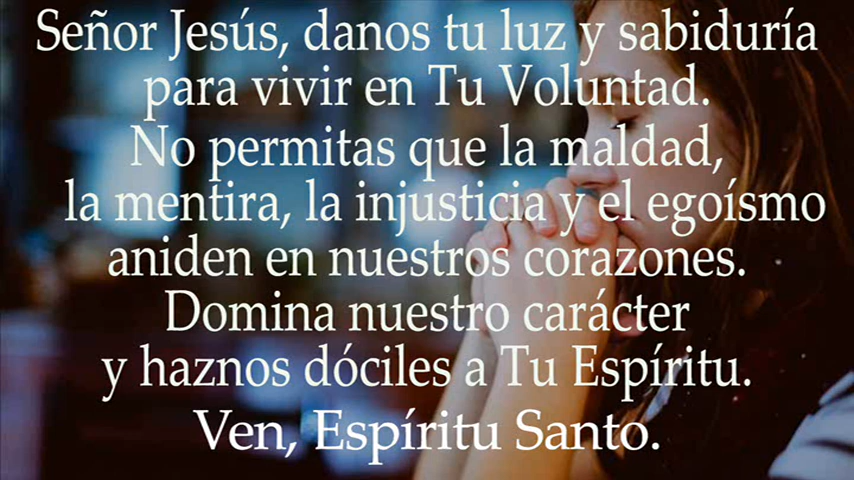 Señor Jesús, danos tu luz y sabiduría
para vivir en Tu Voluntad.
No permitas que la maldad,
la mentira, la injusticia y el egoísmo
aniden en nuestros corazones.
Domina nuestro carácter
y haznos dóciles a Tu Espíritu.
Ven, Espíritu Santo.